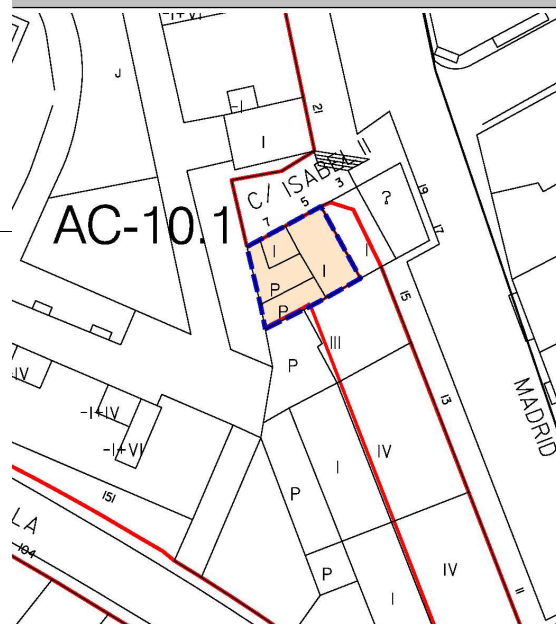 -I+VI
J
-I
I
21
C/ ISABEL II
7
5
3
?
19
17
AC-10.1
I
I
P
I
P
15
III
P
13
IV
-I+IV
MADRID
-I+VI
I
IV
P
151
LA
104
P
IV
I
11